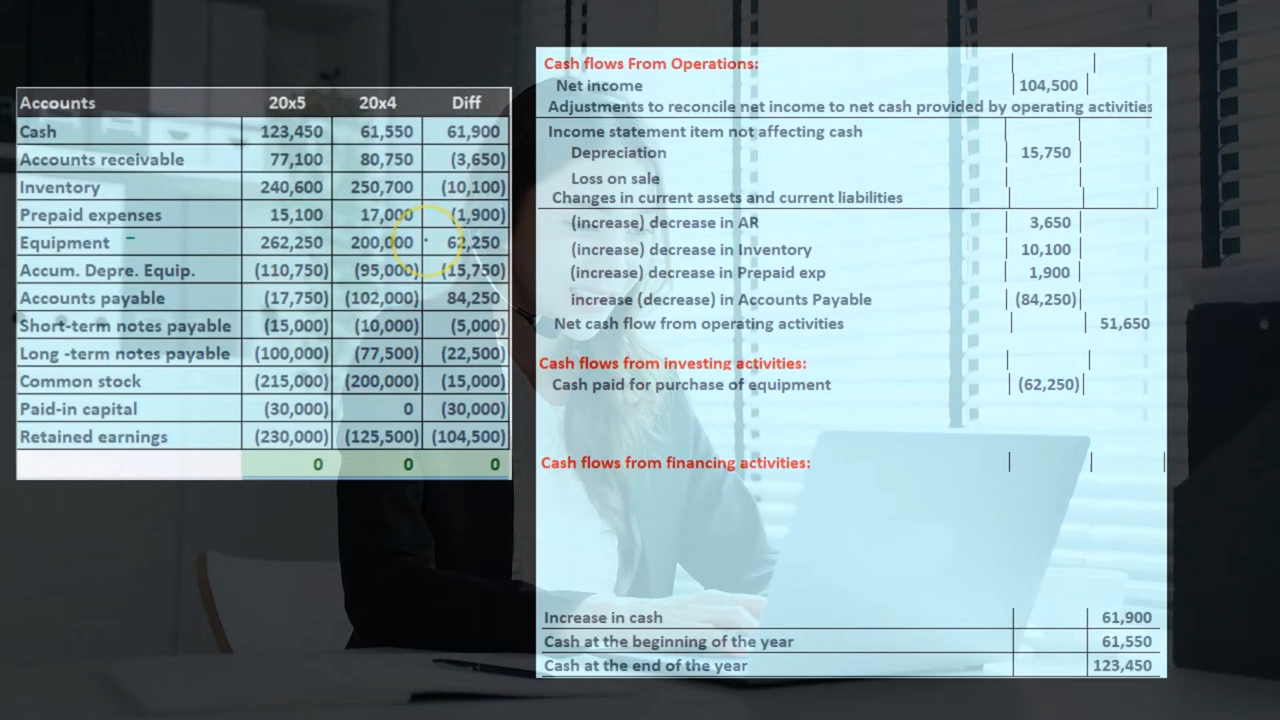 Accounts 20x5 20x4 Diff
Cash 123,450 61,550 61,900
Accounts receivable 77,100 80,750 (3,650)
Inventory 240,600 250,700 (10,100)
Prepaid expenses 15,100 17,000 (1,900)
Equipment 262,250 200,000 62,250
Accum. Depre. Equip. (110,750) (95,000) (15,750)
Accounts payable (17,750) (102,000) 84,250
Short-term notes payable (15,000) (10,000) (5,000)
Long -term notes payable (100,000) (77,500) (22,500)
Common stock (215,000) (200,000) (15,000)
Paid-in capital (30,000) 0 (30,000)
Retained earnings (230,000) (125,500) (104,500)
0 0 0
Cash flows From Operations:
Net income 104,500
Adjustments to reconcile net income to net cash provided by operating activities
Income statement item not affecting cash
Depreciation 15,750
Loss on sale
Changes in current assets and current liabilities
(increase) decrease in AR 3,650
(increase) decrease in Inventory 10,100
(increase) decrease in Prepaid exp 1,900
increase (decrease) in Accounts Payable (84,250)
Net cash flow from operating activities 51,650
Cash flows from investing activities:
Cash paid for purchase of equipment (62,250)
Cash flows from financing activities:
Increase in cash 61,900
Cash at the beginning of the year 61,550
Cash at the end of the year 123,450